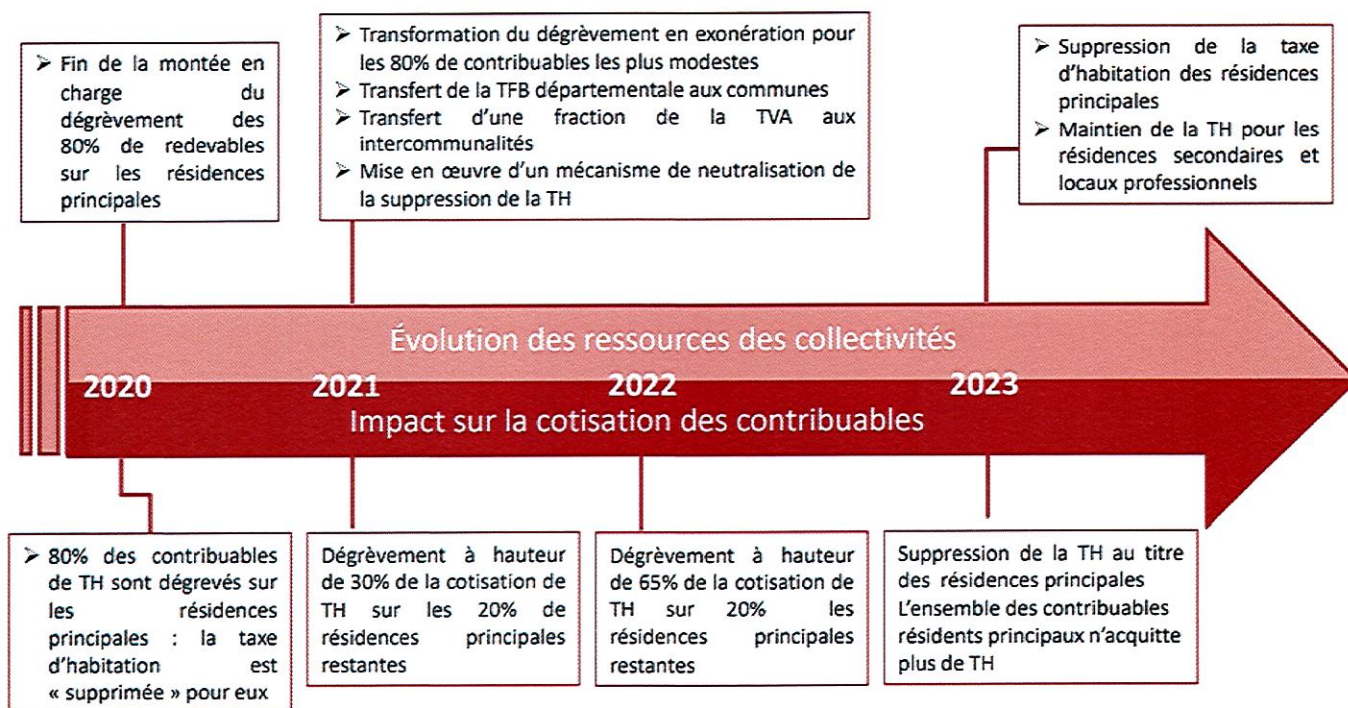 ➢ Fin de la montée en
charge du
dégrèvement des
80% de redevables
sur les résidences
principales
➢ Transformation du dégrèvement en exonération pour
les 80% de contribuables les plus modestes
➢ Transfert de la TFB départementale aux communes
➢ Transfert d'une fraction de la TVA aux
intercommunalités
➢ Mise en œuvre d'un mécanisme de neutralisation de
la suppression de la TH
➢ Suppression de la taxe
d'habitation des résidences
principales
➢ Maintien de la TH pour les
résidences secondaires et
locaux professionnels
Évolution des ressources des collectivités
2020 2021 2022 2023
Impact sur la cotisation des contribuables
➢ 80% des contribuables
de TH sont dégrevés sur
les résidences
principales : la taxe
d'habitation est
« supprimée » pour eux
Dégrèvement à hauteur
de 30% de la cotisation de
TH sur les 20% de
résidences principales
restantes
Dégrèvement à hauteur
de 65% de la cotisation de
TH sur 20% les
résidences principales
restantes
Suppression de la TH au titre
des résidences principales
L'ensemble des contribuables
résidents principaux n'acquitte
plus de TH